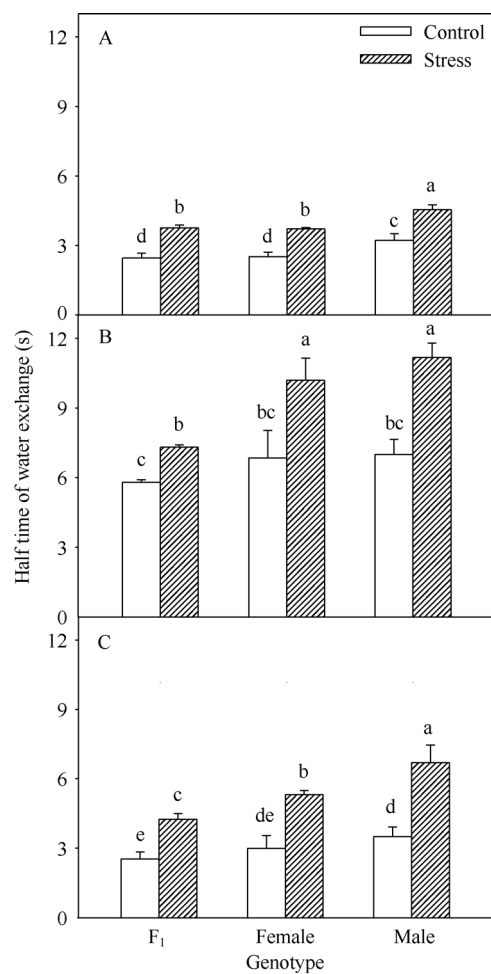 Half time of water exchange (s)
A
Control
Stress
12
9
6
3
0
d
b
d
b
c
a
B
12
9
6
3
0
c
b
bc
a
bc
a
C
12
9
6
3
0
e
c
de
b
d
a
F₁ Female Male
Genotype